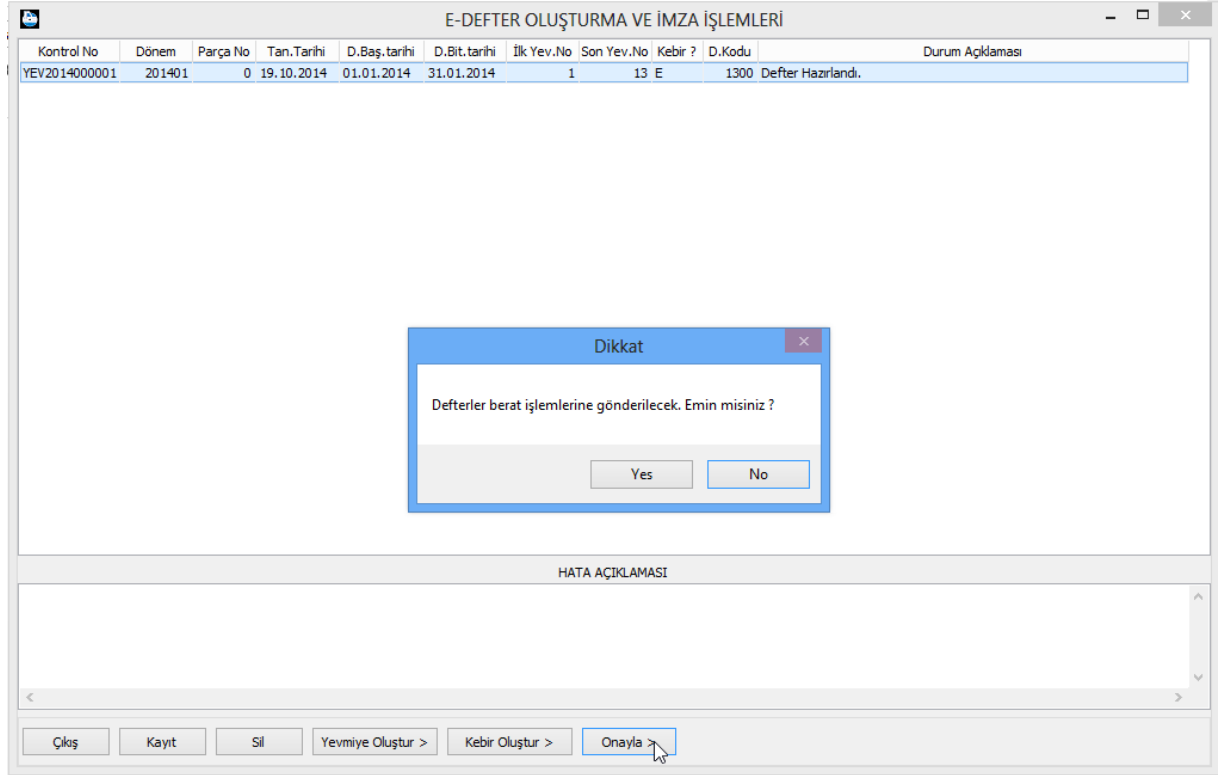 E-DEFTER OLUŞTURMA VE İMZA İŞLEMLERİ
Kontrol No Dönem Parça No Tan.Tarihi D.Baş.tarihi D.Bit.tarihi İlk Yev.No Son Yev.No Kebir ? D.Kodu Durum Açıklaması
YEV2014000001 201401 0 19.10.2014 01.01.2014 31.01.2014 1 13 E 1300 Defter Hazırlandı.
Dikkat
Defterler berat işlemlerine gönderilecek. Emin misiniz ?
Yes No
HATA AÇIKLAMASI
Çıkış Kayıt Sil Yevmiye Oluştur > Kebir Oluştur > Onayla >